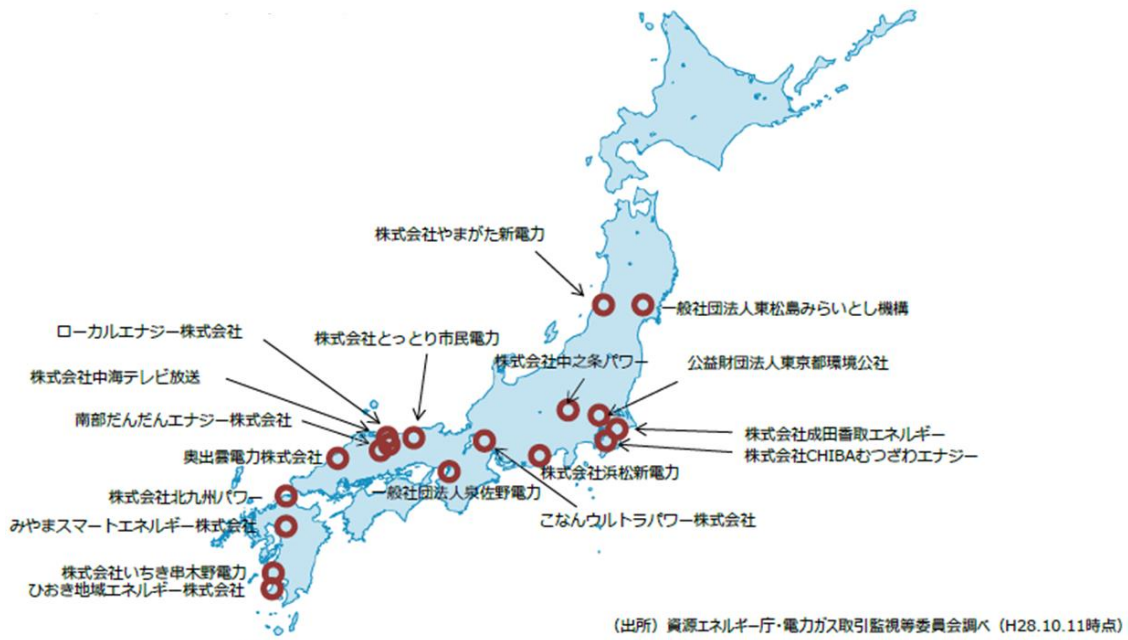 株式会社やまがた新電力
一般社団法人東松島みらいとし機構
ローカルエナジー株式会社
株式会社とっとり市民電力
株式会社中之条パワー
公益財団法人東京都環境公社
株式会社中海テレビ放送
南部だんだんエナジー株式会社
奥出雲電力株式会社
株式会社成田香取エネルギー
株式会社CHIBAむつざわエナジー
株式会社浜松新電力
一般社団法人泉佐野電力
株式会社北九州パワー
こなんウルトラパワー株式会社
みやまスマートエネルギー株式会社
株式会社いちき串木野電力
ひおき地域エネルギー株式会社
（出所）資源エネルギー庁・電力ガス取引監視等委員会調べ（H28.10.11時点）